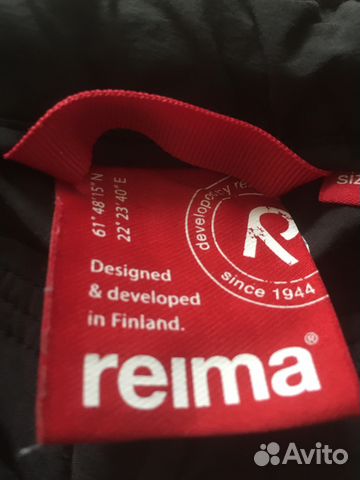 61° 48' 15" N
22° 23' 40" E
since 1944
Designed
& developed
in Finland.
reima®
Avito